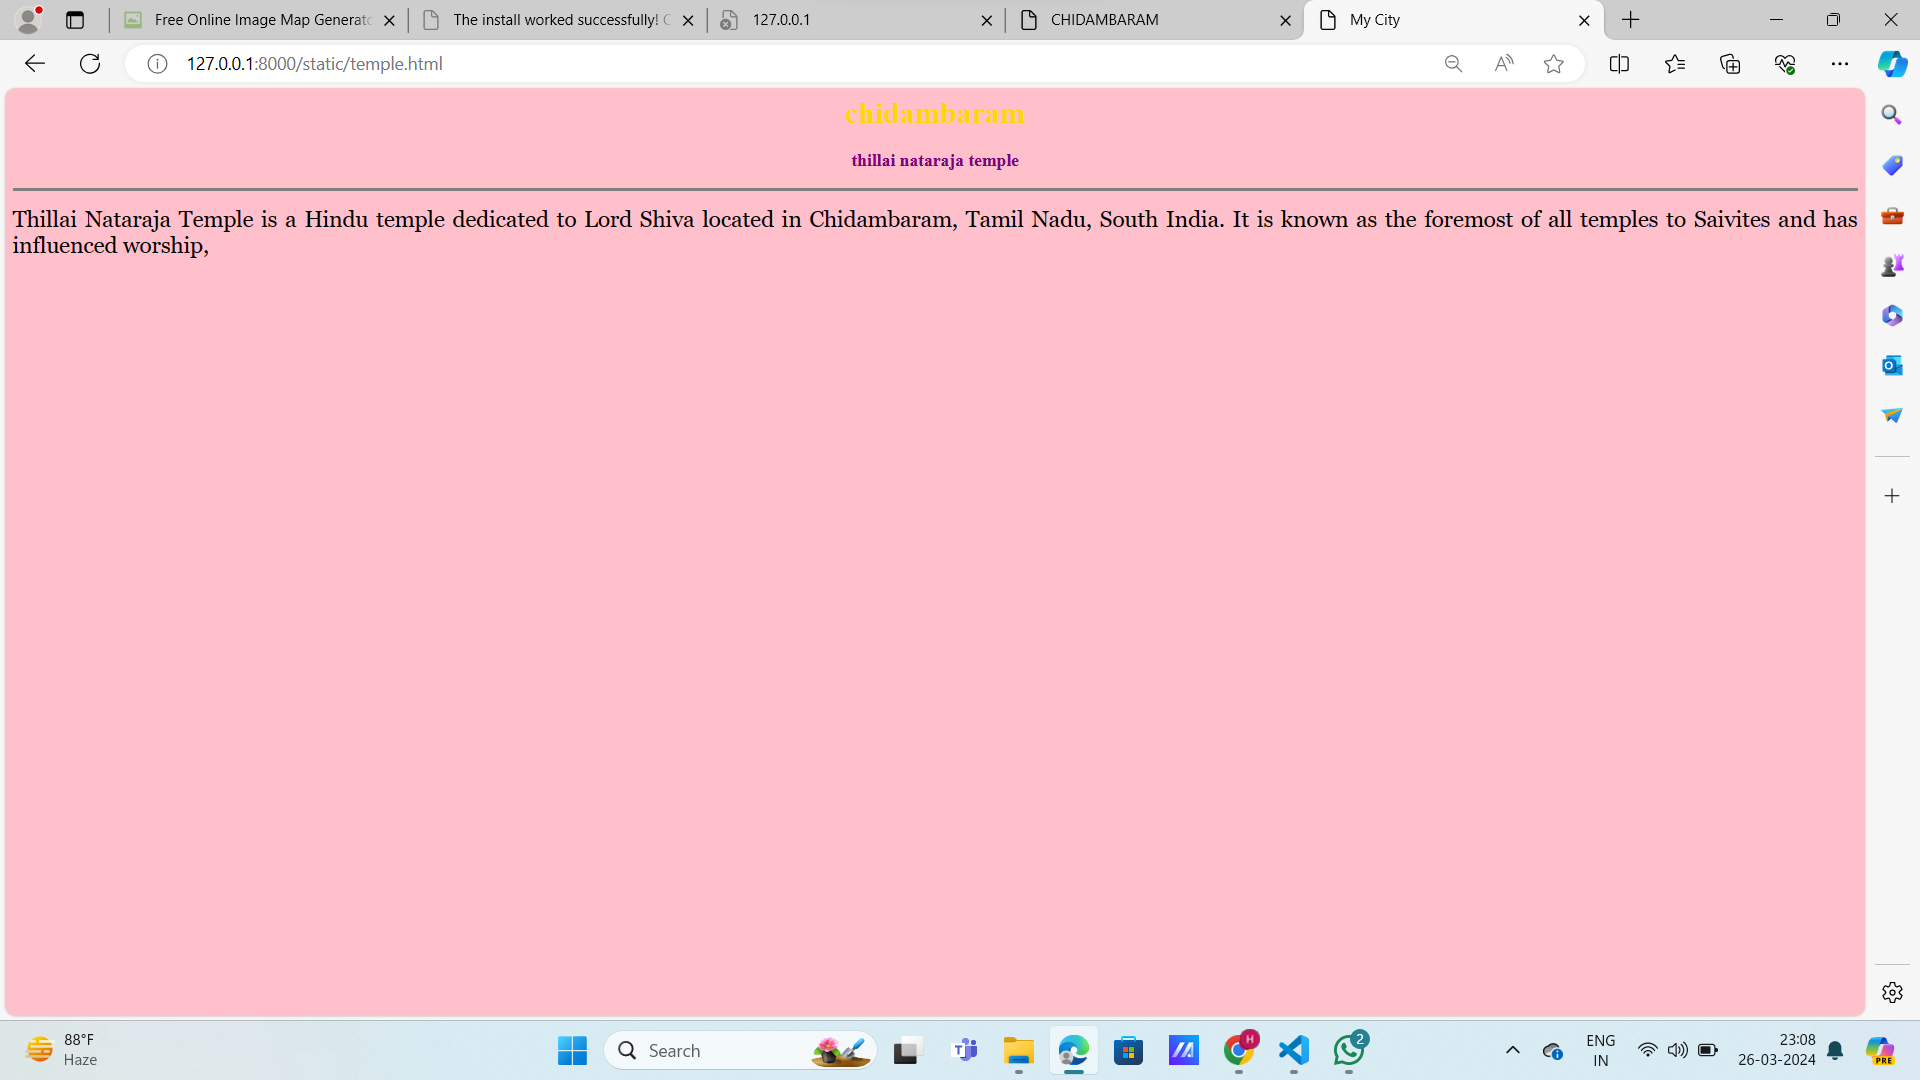 Free Online Image Map Generato
The install worked successfully! C
127.0.0.1
CHIDAMBARAM
My City
127.0.0.1:8000/static/temple.html
chidambaram
thillai nataraja temple
Thillai Nataraja Temple is a Hindu temple dedicated to Lord Shiva located in Chidambaram, Tamil Nadu, South India. It is known as the foremost of all temples to Saivites and has
influenced worship,
88°F
Haze
Search
H
2
ENG
IN
23:08
26-03-2024
PRE